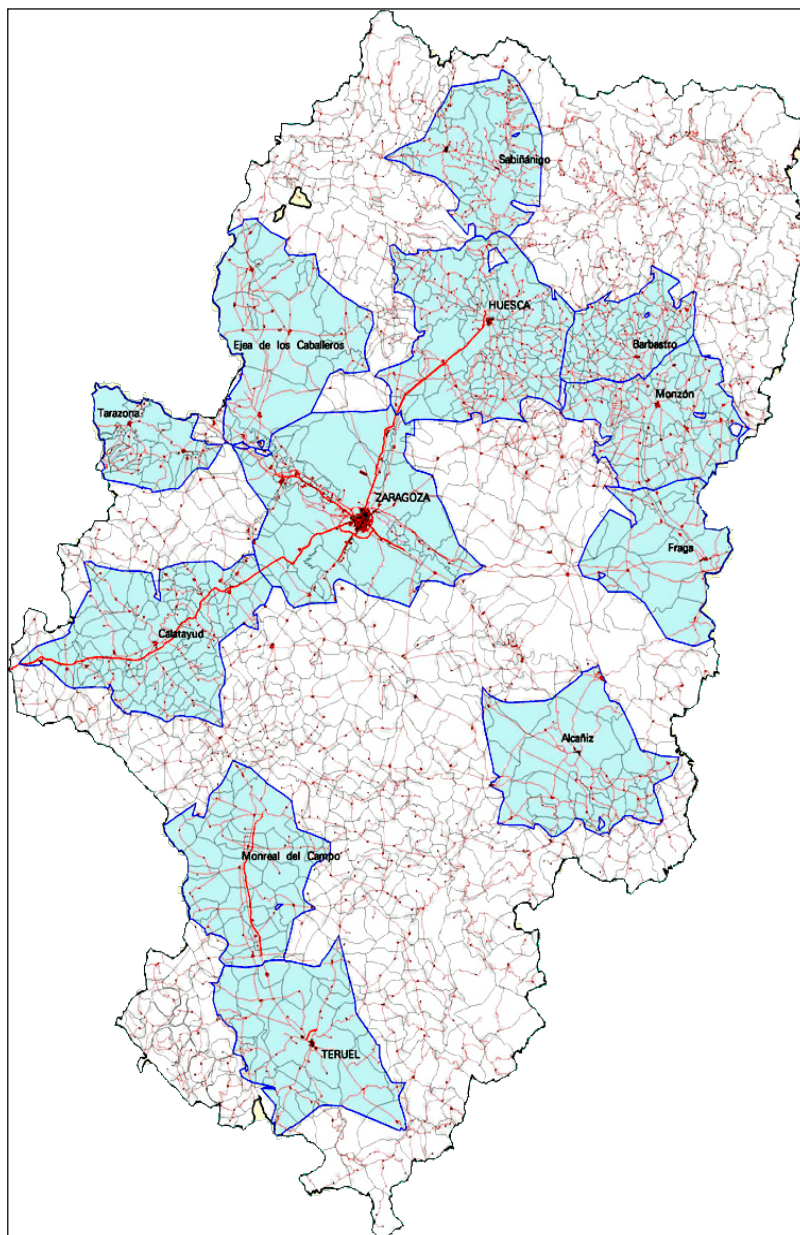 Sabiñánigo
HUESCA
Ejea de los Caballeros
Barbastro
Monzón
Tarazona
ZARAGOZA
Fraga
Calatayud
Alcañiz
Monreal del Campo
TERUEL